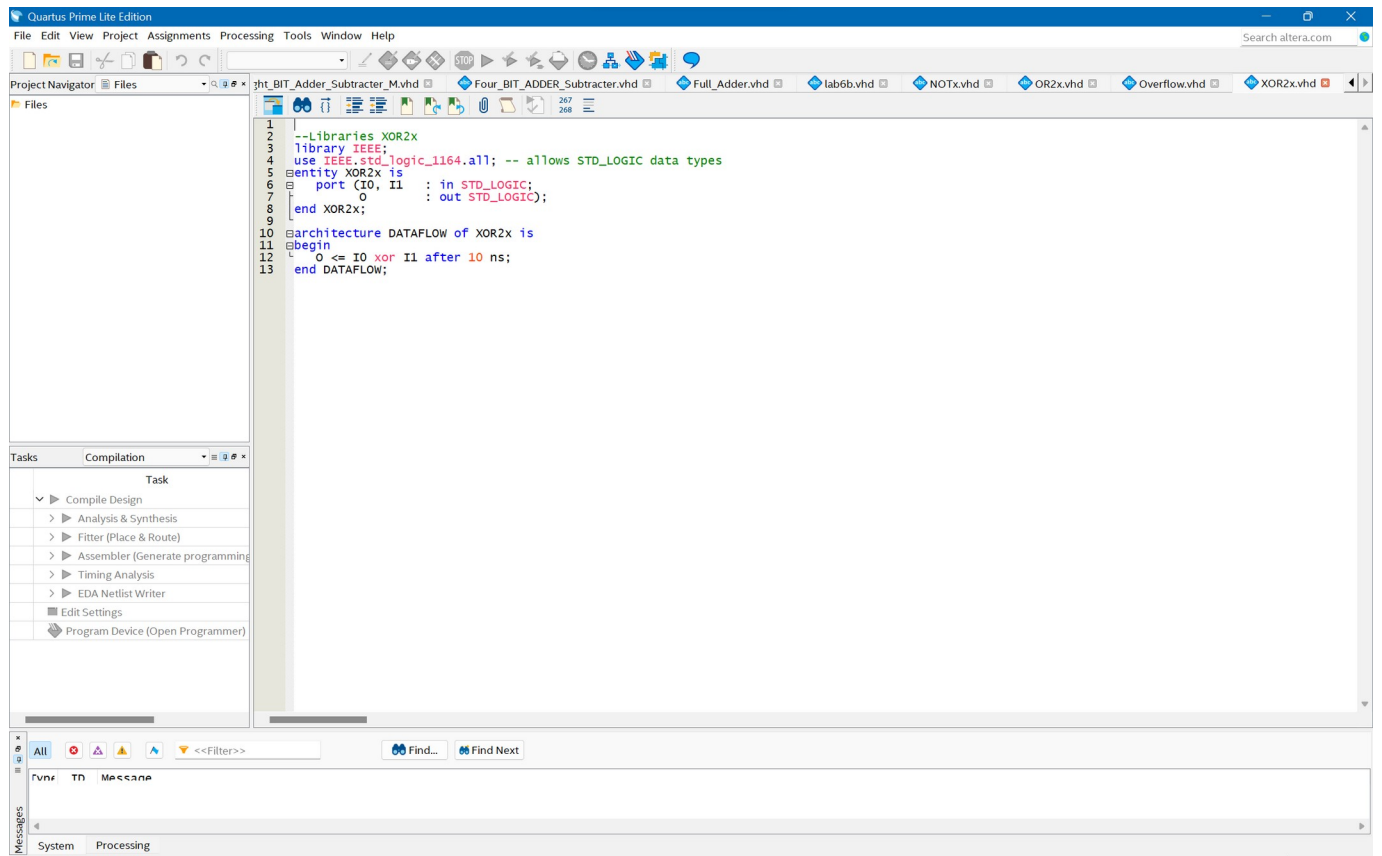 Quartus Prime Lite Edition
File Edit View Project Assignments Processing Tools Window Help
Search altera.com
STOP
Project Navigator Files
ght_BIT_Adder_Subtracter_M.vhd Four_BIT_ADDER_Subtracter.vhd Full_Adder.vhd lab6b.vhd NOTx.vhd OR2x.vhd Overflow.vhd XOR2x.vhd
Files
267
268
1
2 --Libraries XOR2x
3 library IEEE;
4 use IEEE.std_logic_1164.all; -- allows STD_LOGIC data types
5 entity XOR2x is
6 port (I0, I1 : in STD_LOGIC;
7 O : out STD_LOGIC);
8 end XOR2x;
9
10 architecture DATAFLOW of XOR2x is
11 begin
12 O <= I0 xor I1 after 10 ns;
13 end DATAFLOW;
Tasks Compilation
Task
Compile Design
Analysis & Synthesis
Fitter (Place & Route)
Assembler (Generate programming
Timing Analysis
EDA Netlist Writer
Edit Settings
Program Device (Open Programmer)
All <<Filter>> Find... Find Next
Type ID Message
Messages
System Processing